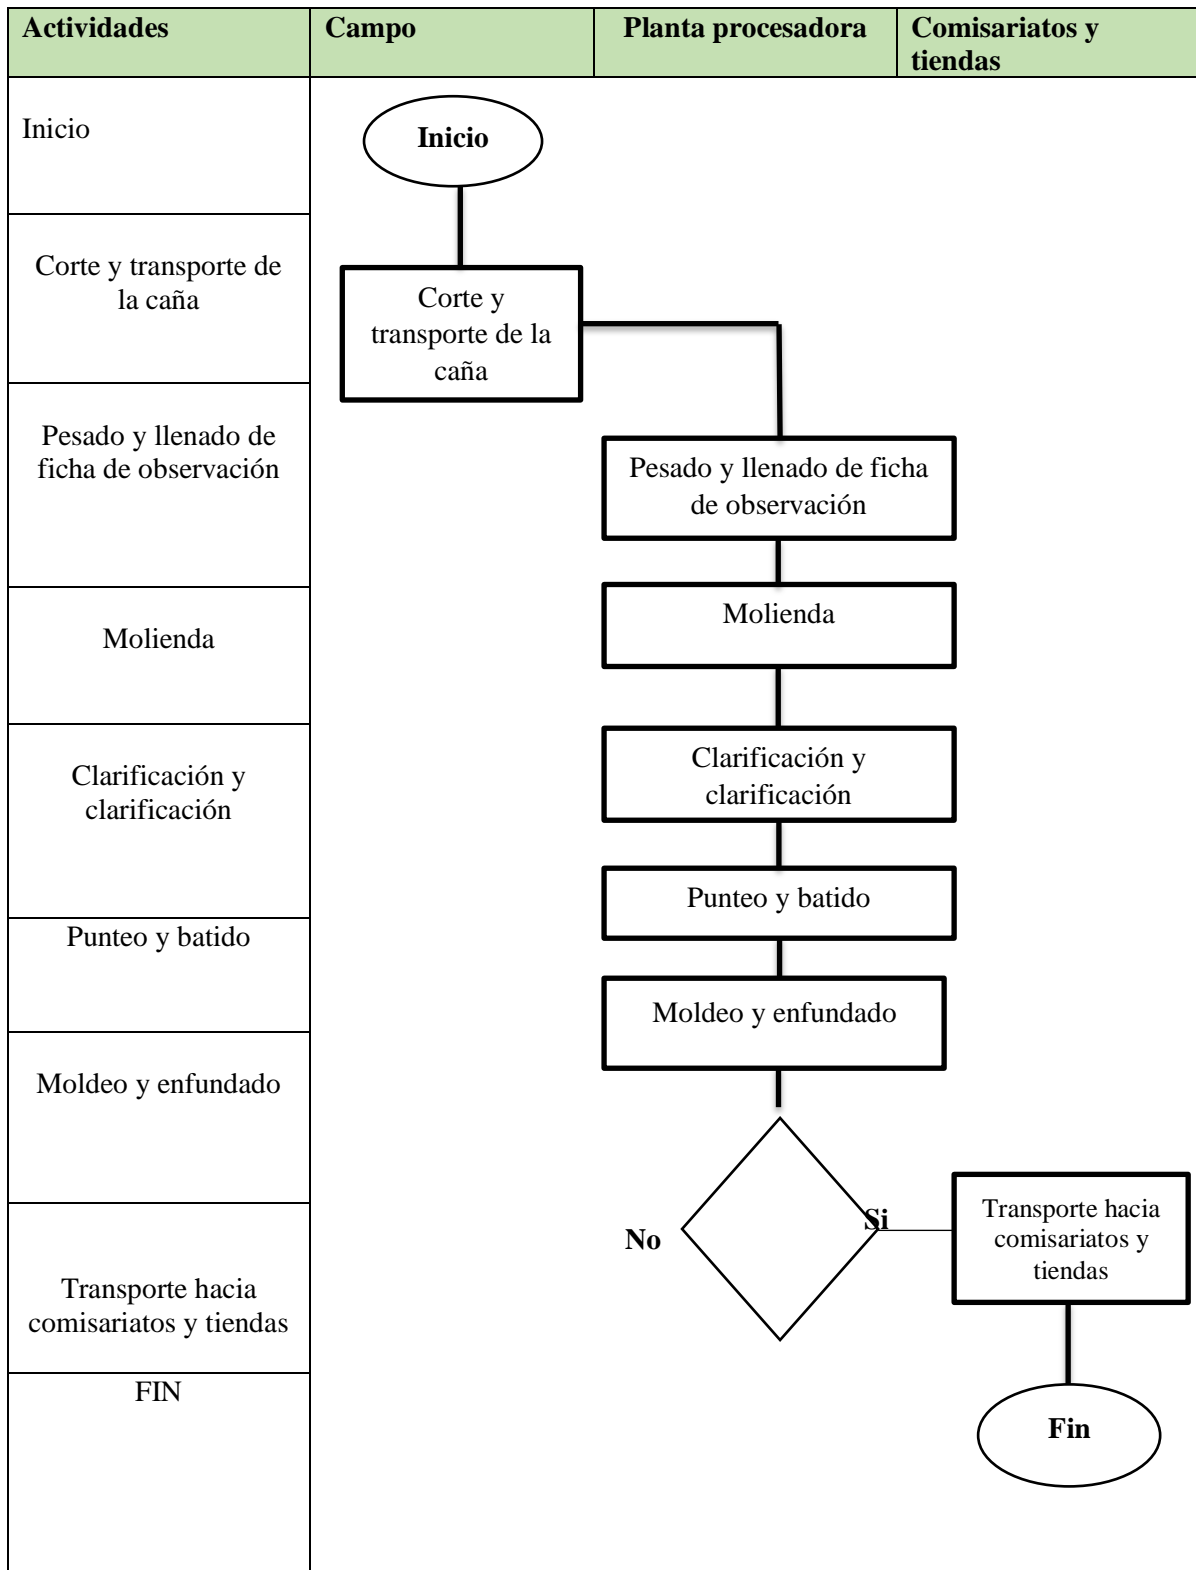 Actividades
Campo
Planta procesadora
Comisariatos y
tiendas
Inicio
Inicio
Corte y transporte de
la caña
Corte y
transporte de la
caña
Pesado y llenado de
ficha de observación
Pesado y llenado de ficha
de observación
Molienda
Molienda
Clarificación y
clarificación
Clarificación y
clarificación
Punteo y batido
Punteo y batido
Moldeo y enfundado
Moldeo y enfundado
No
Si
Transporte hacia
comisariatos y
tiendas
Transporte hacia
comisariatos y tiendas
FIN
Fin